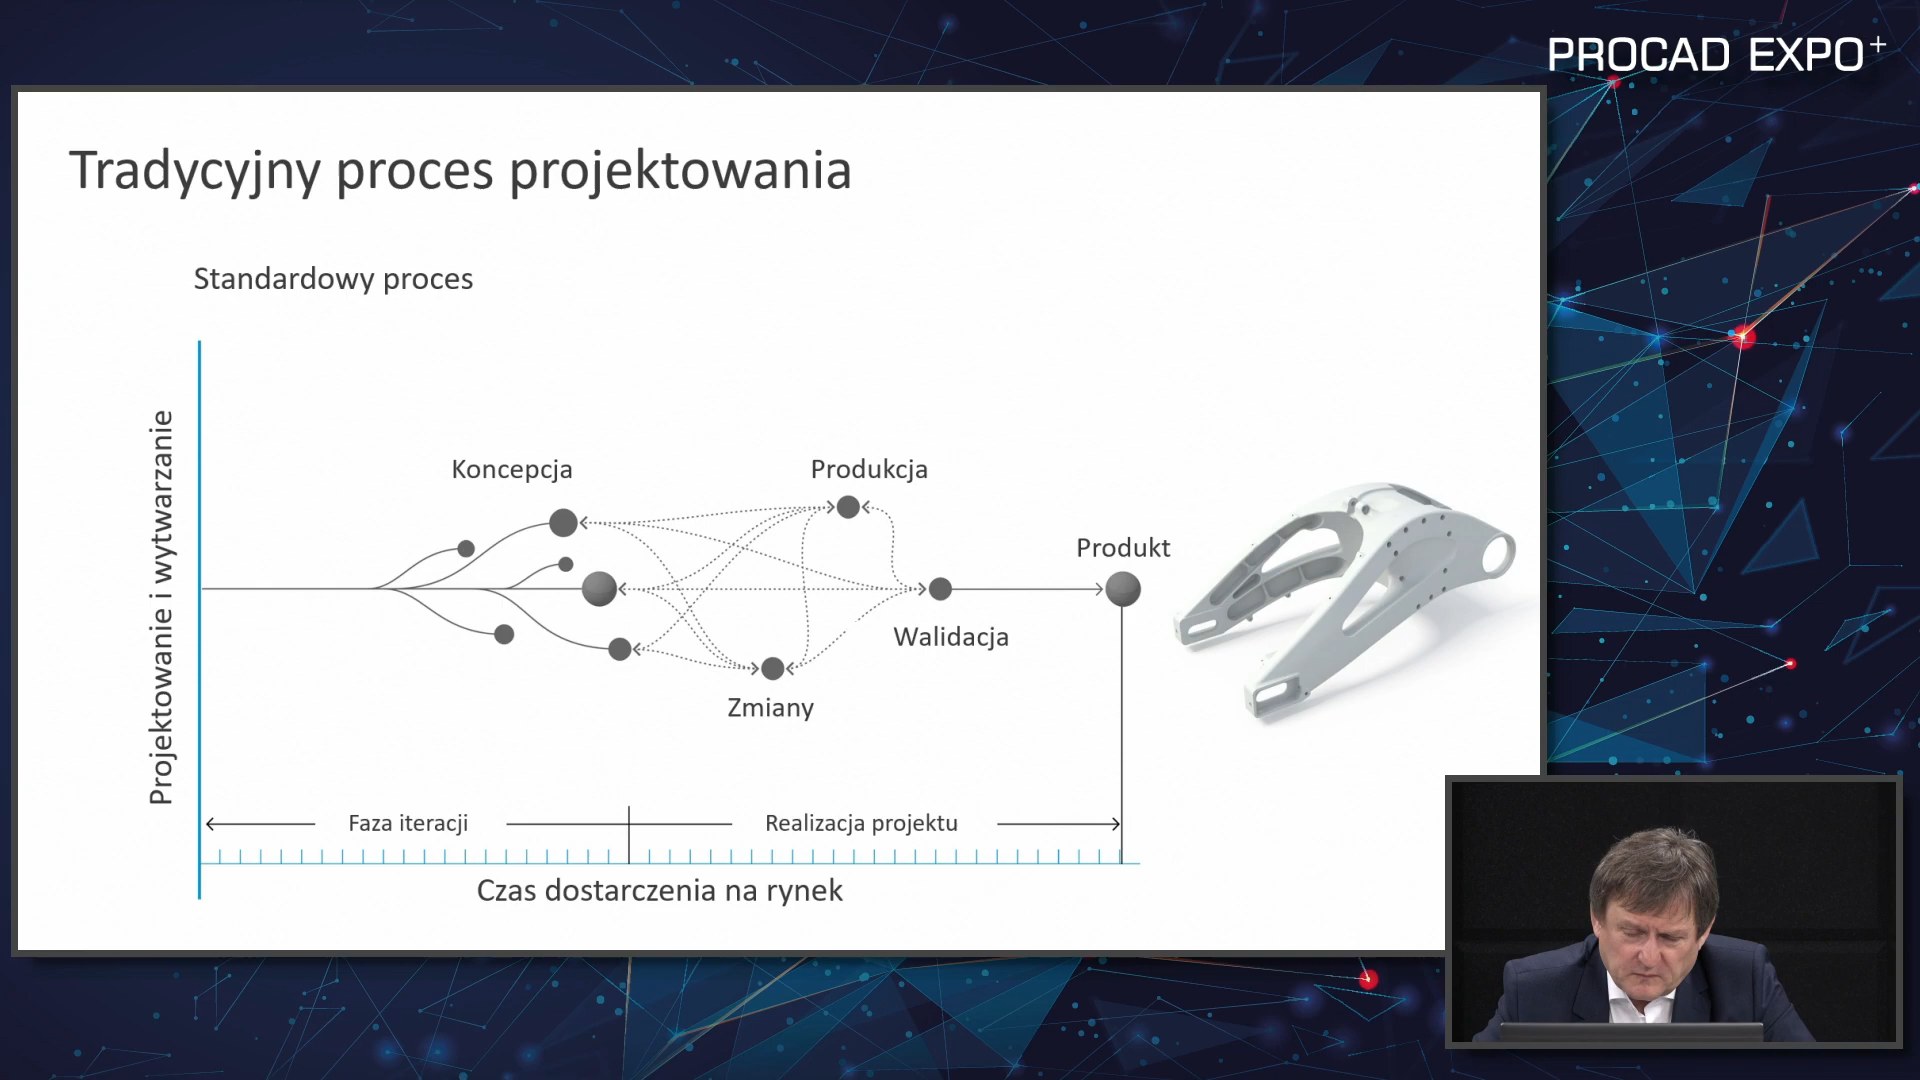 PROCAD EXPO+
Tradycyjny proces projektowania
Standardowy proces
Projektowanie i wytwarzanie
Koncepcja
Produkcja
Produkt
Walidacja
Zmiany
Faza iteracji
Realizacja projektu
Czas dostarczenia na rynek